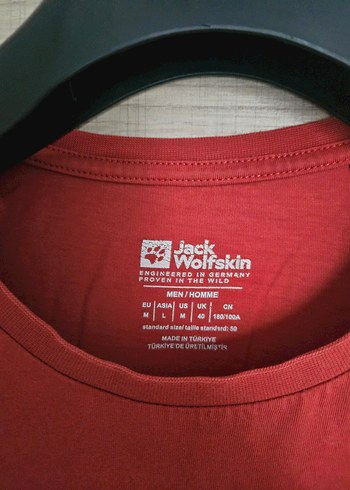 Jack
Wolfskin
ENGINEERED IN GERMANY
PROVEN IN THE WILD
MEN / HOMME
EU ASIA US UK CN
M L M 40 180/100A
standard size/ taille standard: 50
MADE IN TÜRKIYE
TÜRKİYE'DE ÜRETİLMİŞTİR